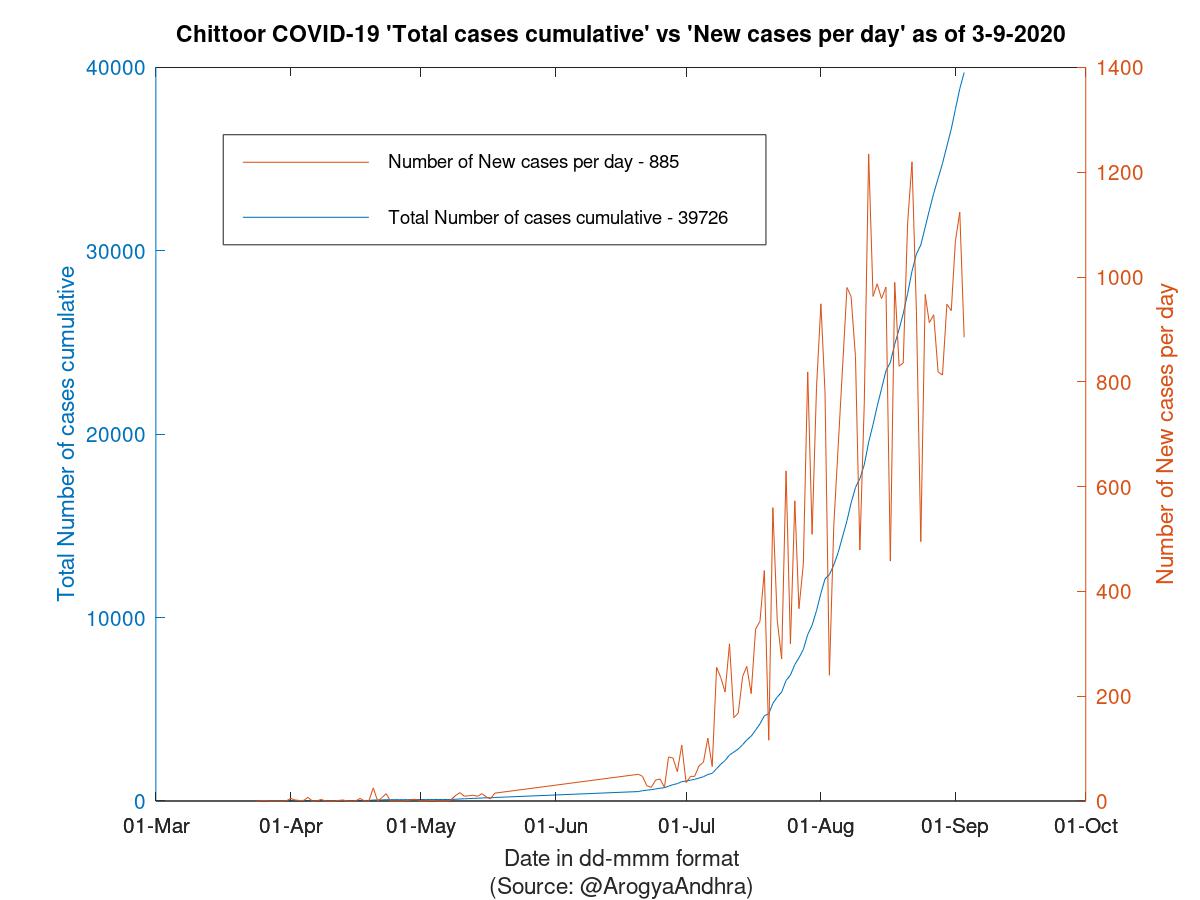 Chittoor COVID-19 'Total cases cumulative' vs 'New cases per day' as of 3-9-2020
40000
30000
20000
10000
0
Total Number of cases cumulative
Number of New cases per day - 885
Total Number of cases cumulative - 39726
1400
1200
1000
800
600
400
200
0
Number of New cases per day
01-Mar 01-Apr 01-May 01-Jun 01-Jul 01-Aug 01-Sep 01-Oct
Date in dd-mmm format
(Source: @ArogyaAndhra)